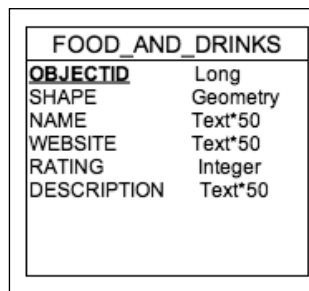 FOOD_AND_DRINKS
OBJECTID Long
SHAPE Geometry
NAME Text*50
WEBSITE Text*50
RATING Integer
DESCRIPTION Text*50